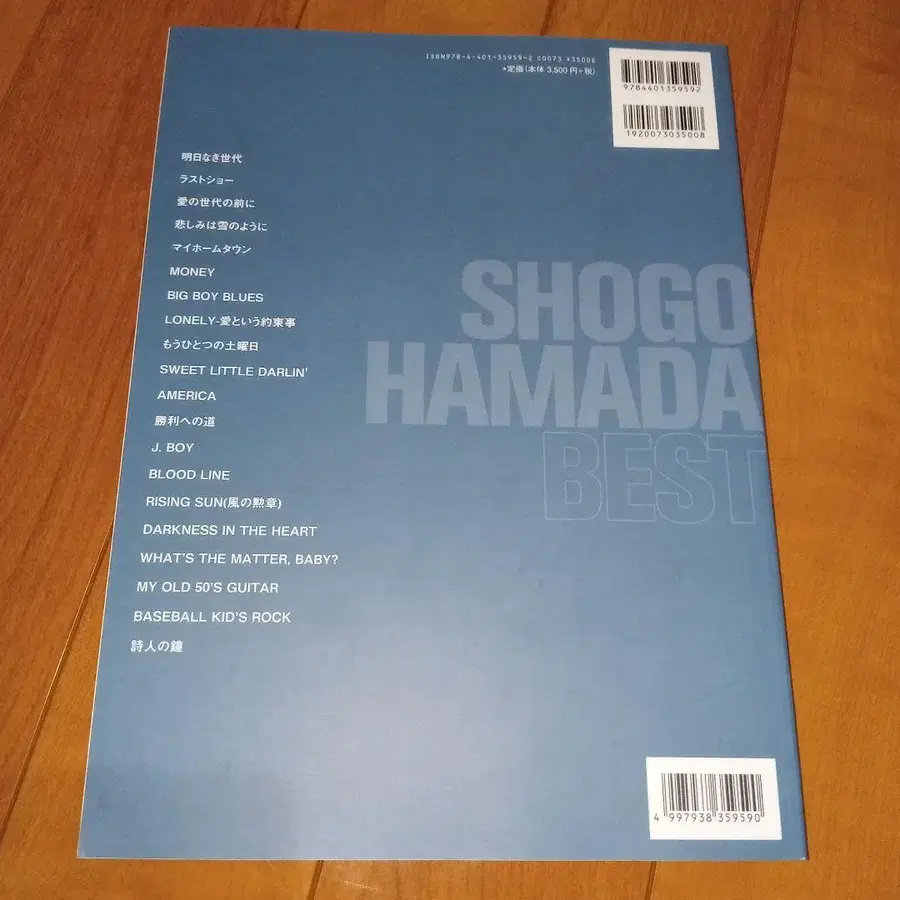 ISBN978-4-401-35959-2 C0073 ¥3500E
★定価(本体 3,500 円+税)
9784401359592
1920073035008
明日なき世代
ラストショー
愛の世代の前に
悲しみは雪のように
マイホームタウン
MONEY
BIG BOY BLUES
LONELY-愛という約束事
もうひとつの土曜日
SWEET LITTLE DARLIN'
AMERICA
勝利への道
J. BOY
BLOOD LINE
RISING SUN(風の勲章)
DARKNESS IN THE HEART
WHAT'S THE MATTER, BABY?
MY OLD 50'S GUITAR
BASEBALL KID'S ROCK
詩人の鐘
SHOGO
HAMADA
BEST
4 997938 359590